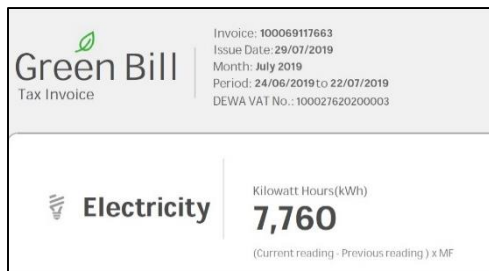 Green Bill
Tax Invoice
Invoice: 100069117663
Issue Date: 29/07/2019
Month: July 2019
Period: 24/06/2019 to 22/07/2019
DEWA VAT No.: 100027620200003
Electricity
Kilowatt Hours(kWh)
7,760
(Current reading - Previous reading ) x MF